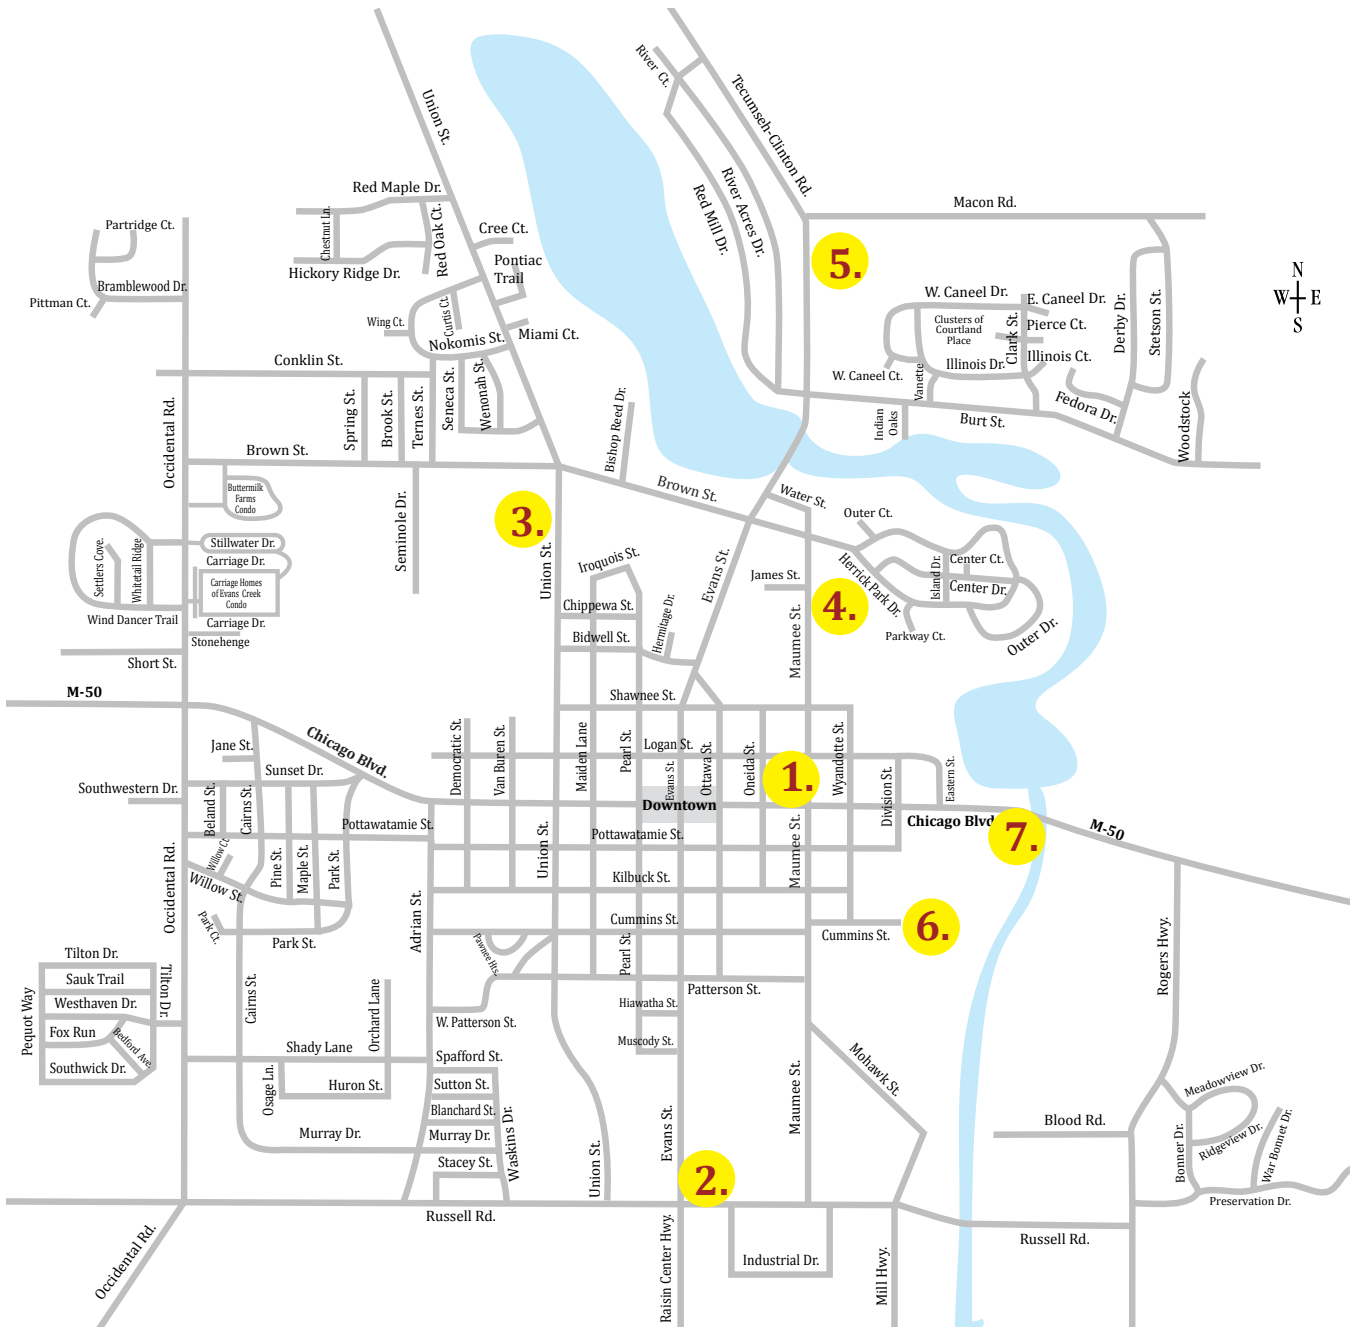 Union St.
River Ct.
Tecumseh-Clinton Rd.
Red Maple Dr.
Chestnut Ln.
Red Oak Ct.
Hickory Ridge Dr.
Cree Ct.
Pontiac
Trail
Red Mill Dr.
River Acres Dr.
Macon Rd.
5.
N
W E
S
Partridge Ct.
Bramblewood Dr.
Pittman Ct.
Wing Ct.
Curtis Ct.
Nokomis St.
Miami Ct.
W. Caneel Dr.
E. Caneel Dr.
Clusters of
Courtland
Place
Clark St.
Pierce Ct.
Illinois Dr.
Illinois Ct.
W. Caneel Ct.
Vanette
Derby Dr.
Stetson St.
Fedora Dr.
Woodstock
Indian
Oaks
Burt St.
Conklin St.
Occidental Rd.
Spring St.
Brook St.
Ternes St.
Seneca St.
Wenonah St.
Bishop Reed Dr.
Brown St.
Brown St.
Water St.
Buttermilk
Farms
Condo
Seminole Dr.
3.
Union St.
Outer Ct.
Settlers Cove.
Whitetail Ridge
Stillwater Dr.
Carriage Dr.
Carriage Homes
of Evans Creek
Condo
Carriage Dr.
Wind Dancer Trail
Stonehenge
Short St.
Iroquois St.
Chippewa St.
Bidwell St.
Hermitage Dr.
Evans St.
James St.
4.
Maumee St.
Herrick Park Dr.
Island Dr.
Center Ct.
Center Dr.
Parkway Ct.
Outer Dr.
M-50
Chicago Blvd.
Shawnee St.
Jane St.
Sunset Dr.
Southwestern Dr.
Beland St.
Cairns St.
Democratic St.
Van Buren St.
Maiden Lane
Pearl St.
Logan St.
Evans St.
Ottawa St.
Oneida St.
1.
Wyandotte St.
Division St.
Eastern St.
Downtown
Chicago Blvd
7.
M-50
Pottawatamie St.
Pottawatamie St.
Occidental Rd.
Willow Ct.
Willow St.
Pine St.
Maple St.
Park St.
Union St.
Maumee St.
Kilbuck St.
Park Ct.
Park St.
Adrian St.
Cummins St.
Cummins St.
6.
Pawnee Hts.
Pearl St.
Patterson St.
Rogers Hwy.
Tilton Dr.
Sauk Trail
Westhaven Dr.
Fox Run
Southwick Dr.
Bedford Ave.
Pequot Way
Tilton Dr.
Cairns St.
Orchard Lane
W. Patterson St.
Hiawatha St.
Muscody St.
Shady Lane
Spafford St.
Osage Ln.
Huron St.
Sutton St.
Blanchard St.
Murray Dr.
Murray Dr.
Stacey St.
Waskins Dr.
Union St.
Evans St.
Maumee St.
Mohawk St.
2.
Blood Rd.
Meadowview Dr.
Ridgeview Dr.
Bonner Dr.
War Bonnet Dr.
Preservation Dr.
Russell Rd.
Russell Rd.
Occidental Rd.
Raisin Center Hwy.
Industrial Dr.
Mill Hwy.